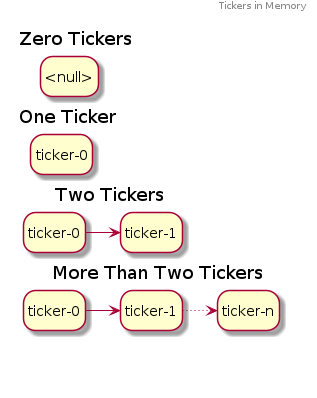 Tickers in Memory
Zero Tickers
<null>
One Ticker
ticker-0
Two Tickers
ticker-0 ticker-1
More Than Two Tickers
ticker-0 ticker-1 ticker-n